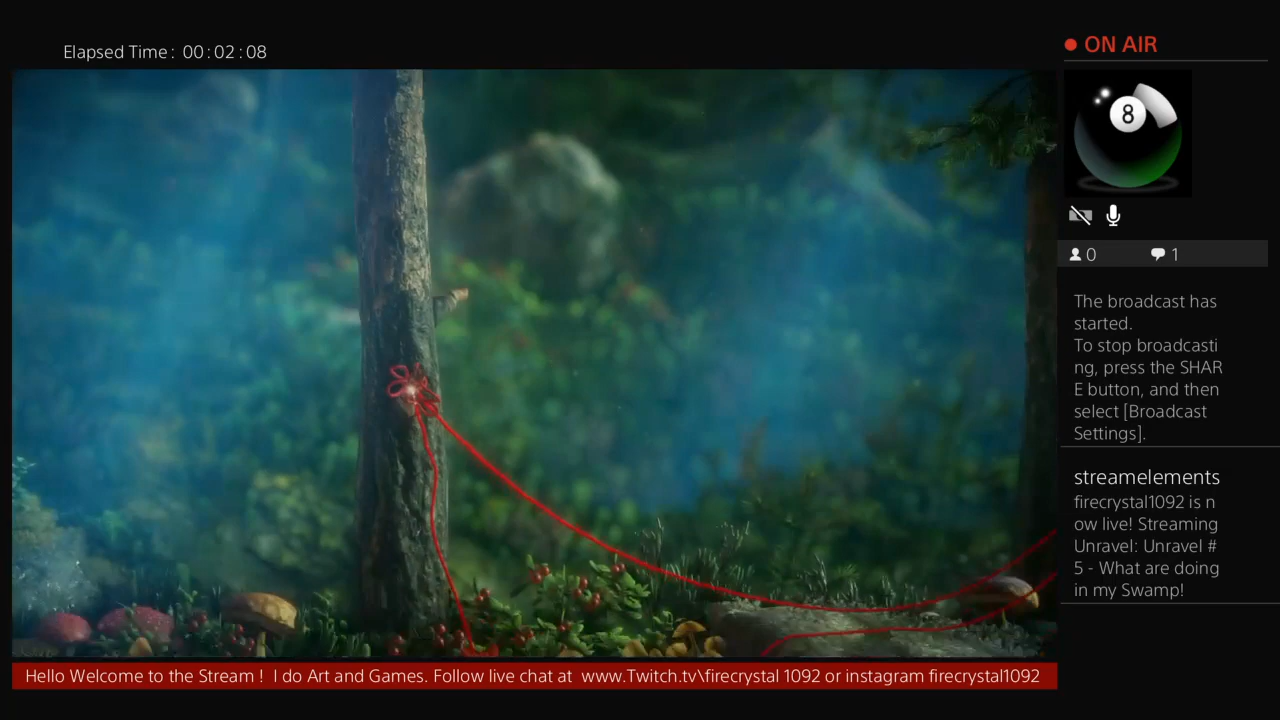 Elapsed Time: 00:02:08
ON AIR
8
0 1
The broadcast has
started.
To stop broadcasti
ng, press the SHAR
E button, and then
select [Broadcast
Settings].
streamelements
firecrystal1092 is n
ow live! Streaming
Unravel: Unravel #
5 - What are doing
in my Swamp!
Hello Welcome to the Stream ! I do Art and Games. Follow live chat at www.Twitch.tv\firecrystal 1092 or instagram firecrystal1092